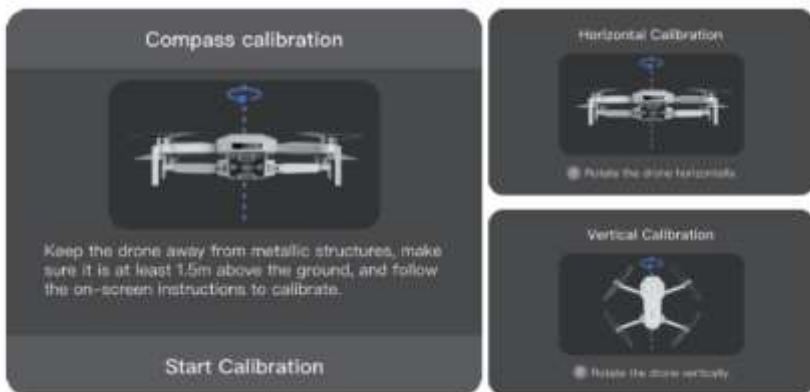 Compass calibration
Keep the drone away from metallic structures, make
sure it is at least 1.5m above the ground, and follow
the on-screen instructions to calibrate.
Start Calibration
Horizontal Calibration
Rotate the drone horizontally.
Vertical Calibration
Rotate the drone vertically.